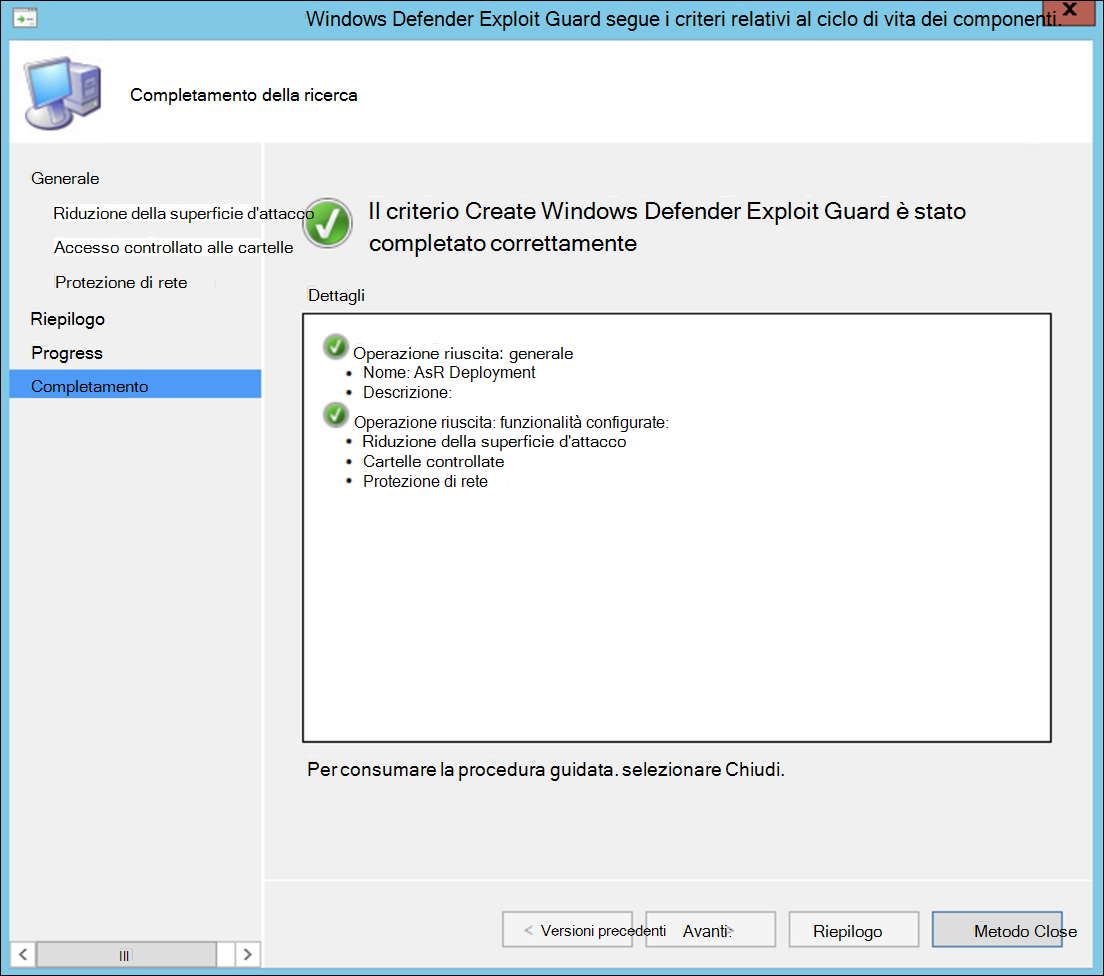 Windows Defender Exploit Guard segue i criteri relativi al ciclo di vita dei componenti.
x
Completamento della ricerca
Generale
Riduzione della superficie d'attacco
Accesso controllato alle cartelle
Protezione di rete
Riepilogo
Progress
Completamento
Il criterio Create Windows Defender Exploit Guard è stato
completato correttamente
Dettagli
Operazione riuscita: generale
• Nome: AsR Deployment
• Descrizione:
Operazione riuscita: funzionalità configurate:
• Riduzione della superficie d'attacco
• Cartelle controllate
• Protezione di rete
Per consumare la procedura guidata. selezionare Chiudi.
< Versioni precedenti
Avanti:
Riepilogo
Metodo Close